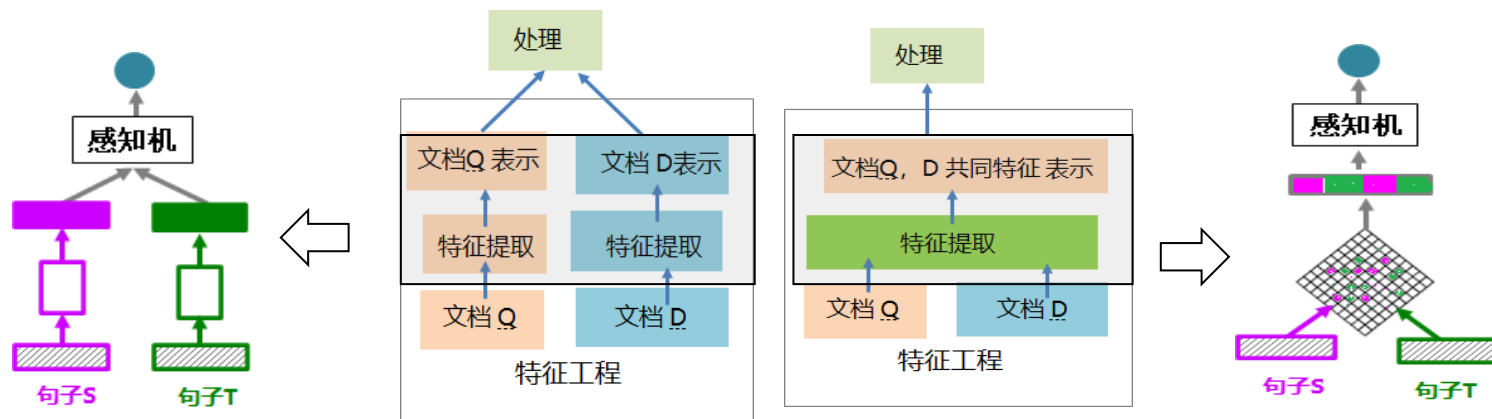 感知机
句子S
句子T
处理
文档Q 表示
文档 D表示
特征提取
特征提取
文档 Q
文档 D
特征工程
处理
文档Q，D 共同特征 表示
特征提取
文档 Q
文档 D
特征工程
感知机
句子S
句子T